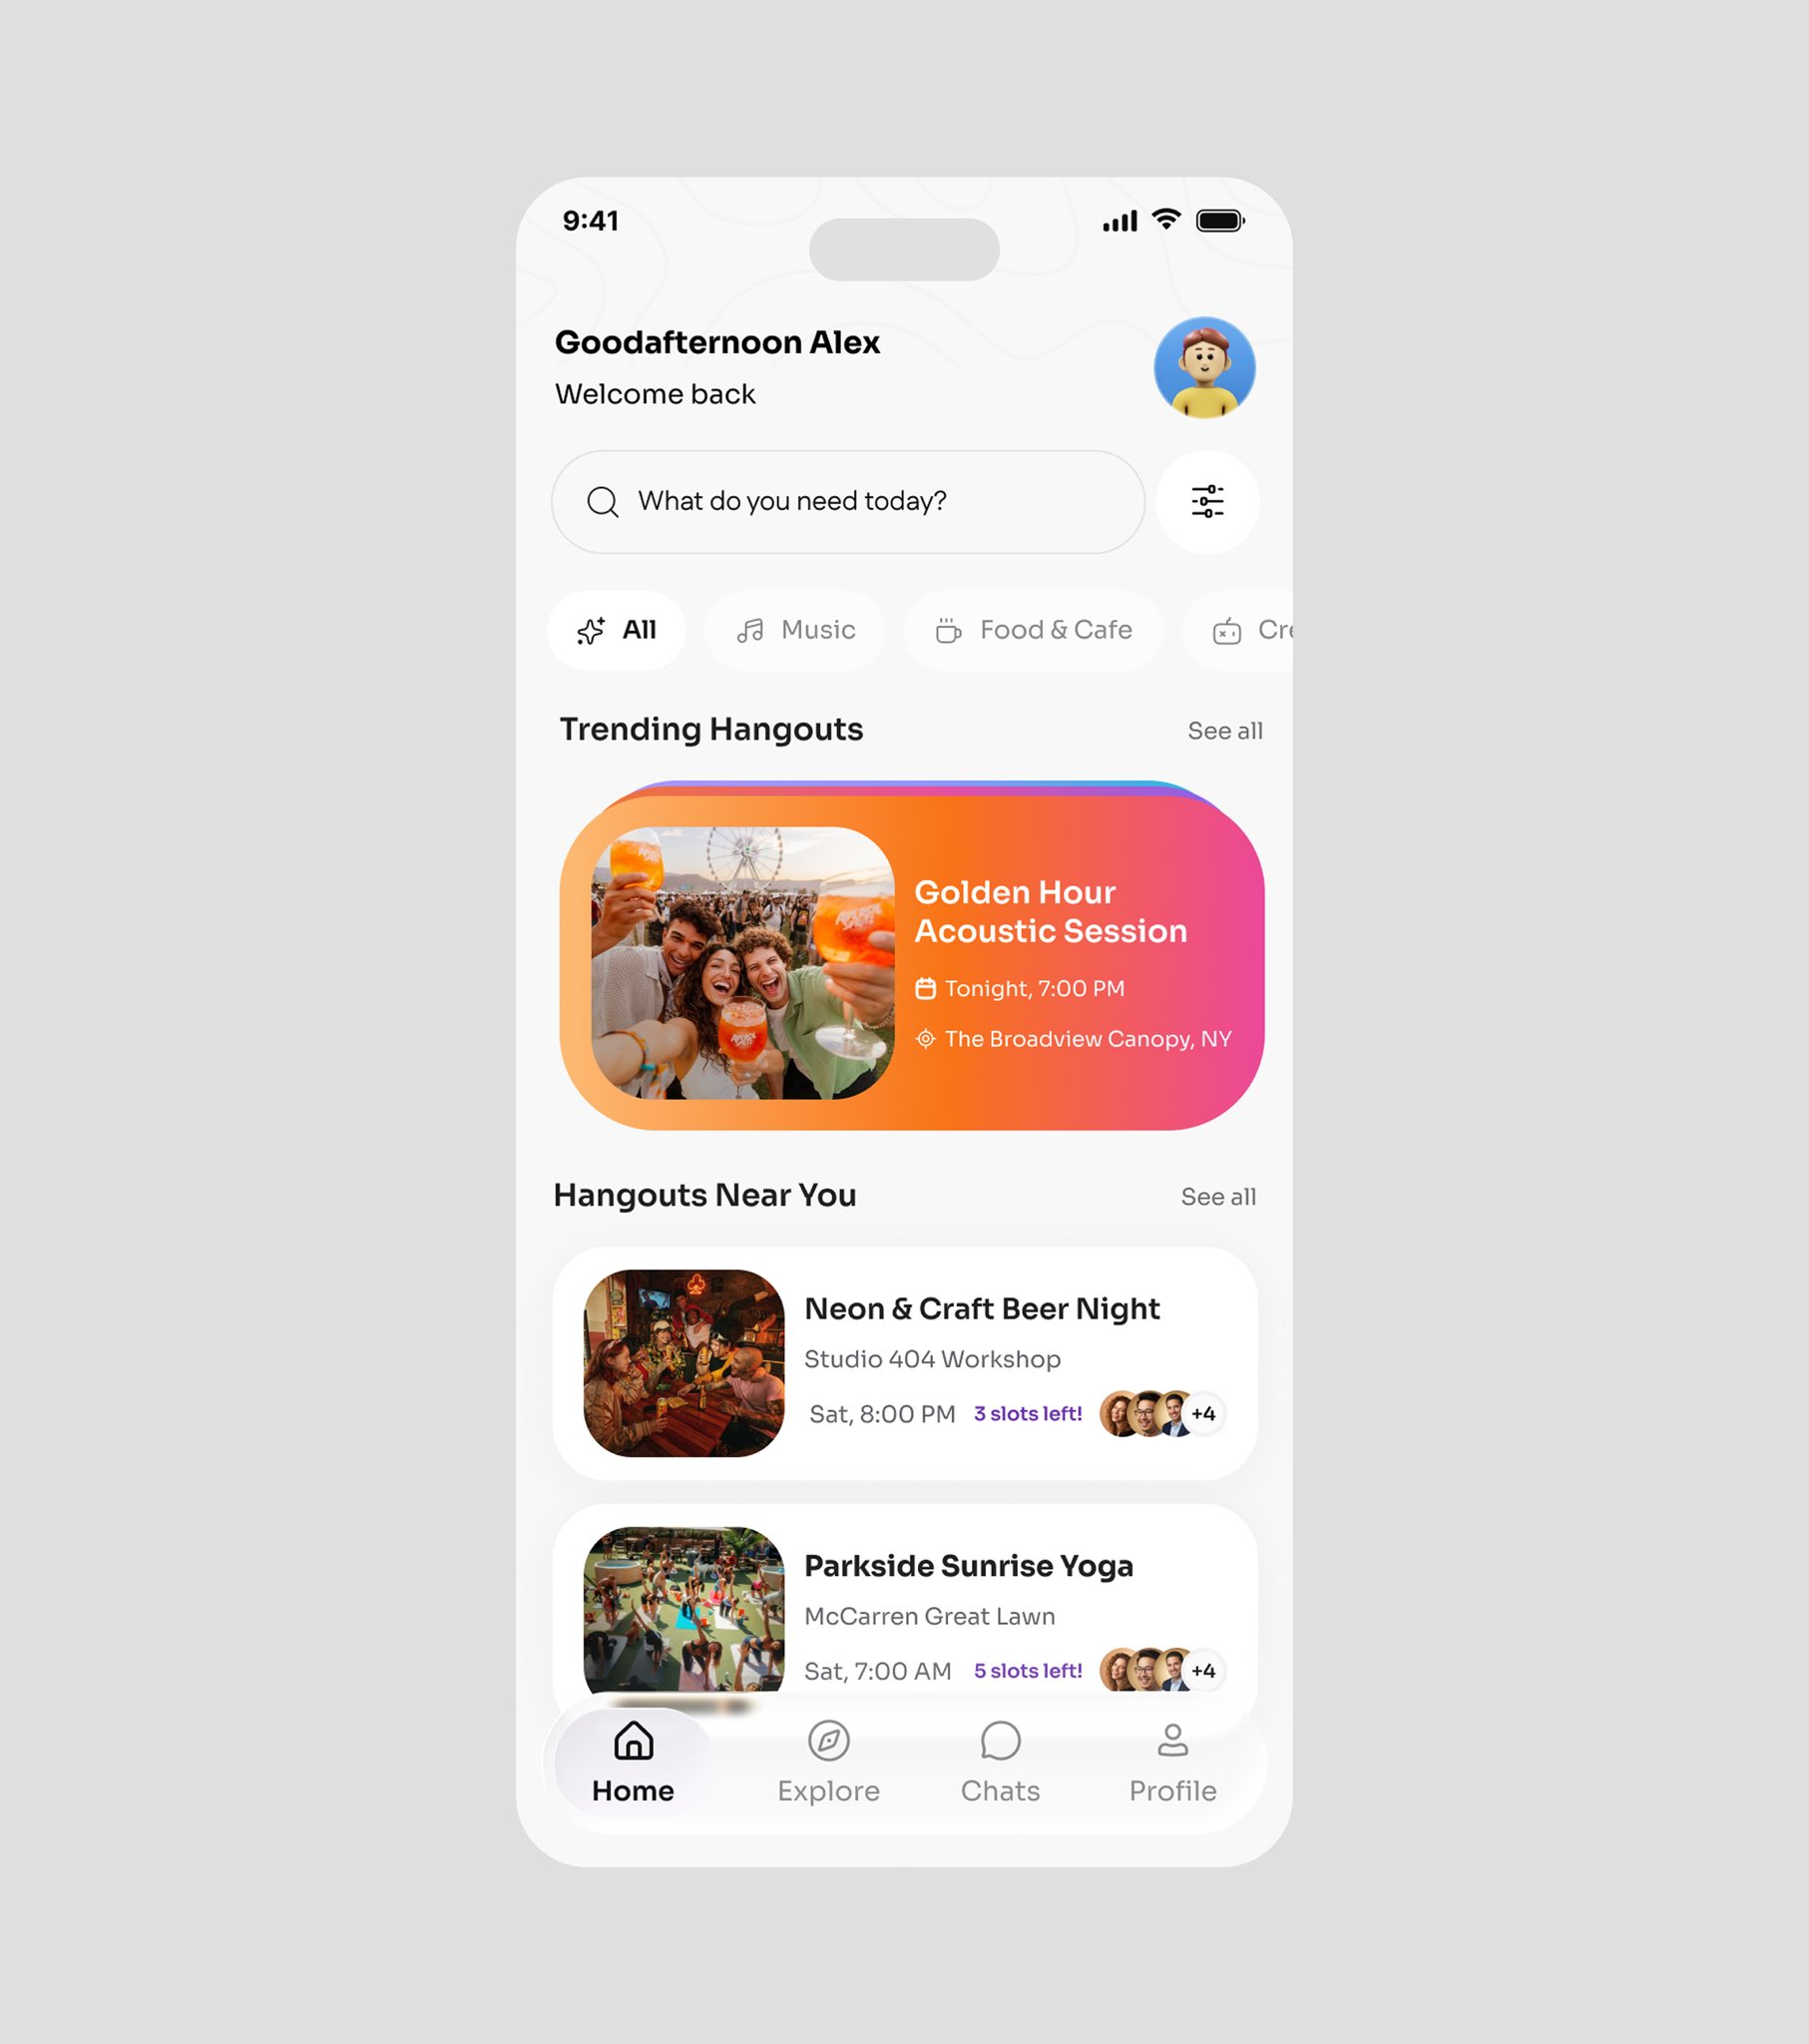 9:41
Goodafternoon Alex
Welcome back
What do you need today?
All
Music
Food & Cafe
Cre
Trending Hangouts
See all
Golden Hour
Acoustic Session
Tonight, 7:00 PM
The Broadview Canopy, NY
Hangouts Near You
See all
Neon & Craft Beer Night
Studio 404 Workshop
Sat, 8:00 PM 3 slots left! +4
Parkside Sunrise Yoga
McCarren Great Lawn
Sat, 7:00 AM 5 slots left! +4
Home
Explore
Chats
Profile